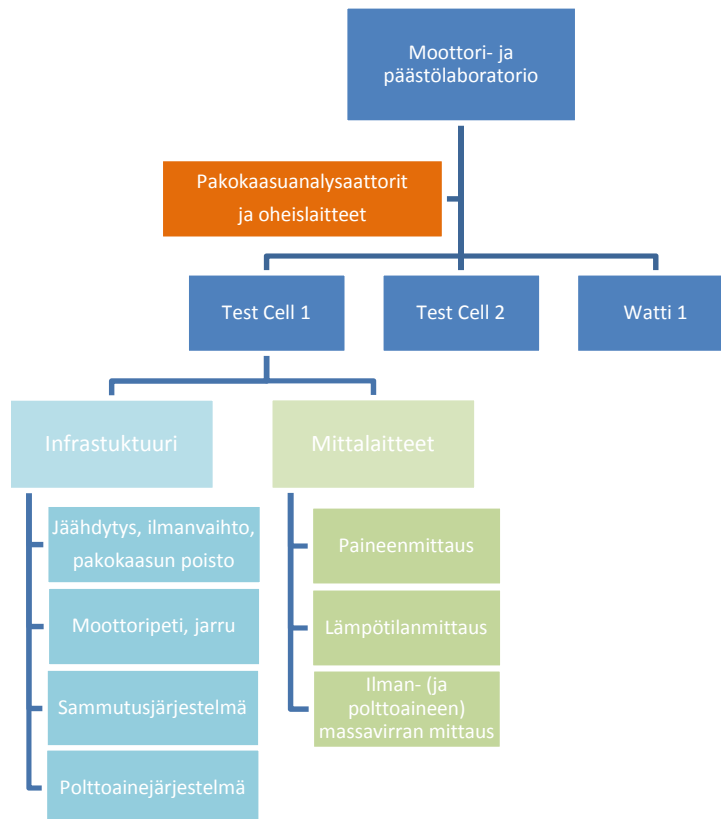 Moottori- ja
päästölaboratorio
Pakokaasuanalysaattorit
ja oheislaitteet
Test Cell 1
Test Cell 2
Watti 1
Infrastuktuuri
Mittalaitteet
Jäähdytys, ilmanvaihto,
pakokaasun poisto
Moottoripeti, jarru
Sammutusjärjestelmä
Polttoainejärjestelmä
Paineenmittaus
Lämpötilanmittaus
Ilman- (ja
polttoaineen)
massavirran mittaus